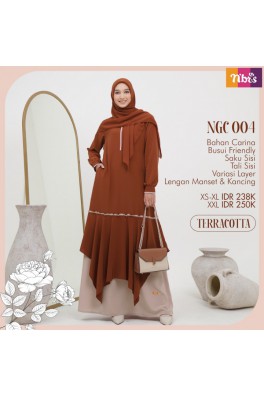 Nibi's
NGC 004
Bahan Carina
Busui Friendly
Saku Sisi
Tali Sisi
Variasi Layer
Lengan Manset & Kancing
XS-XL IDR 238K
XXL IDR 250K
TERRACOTTA